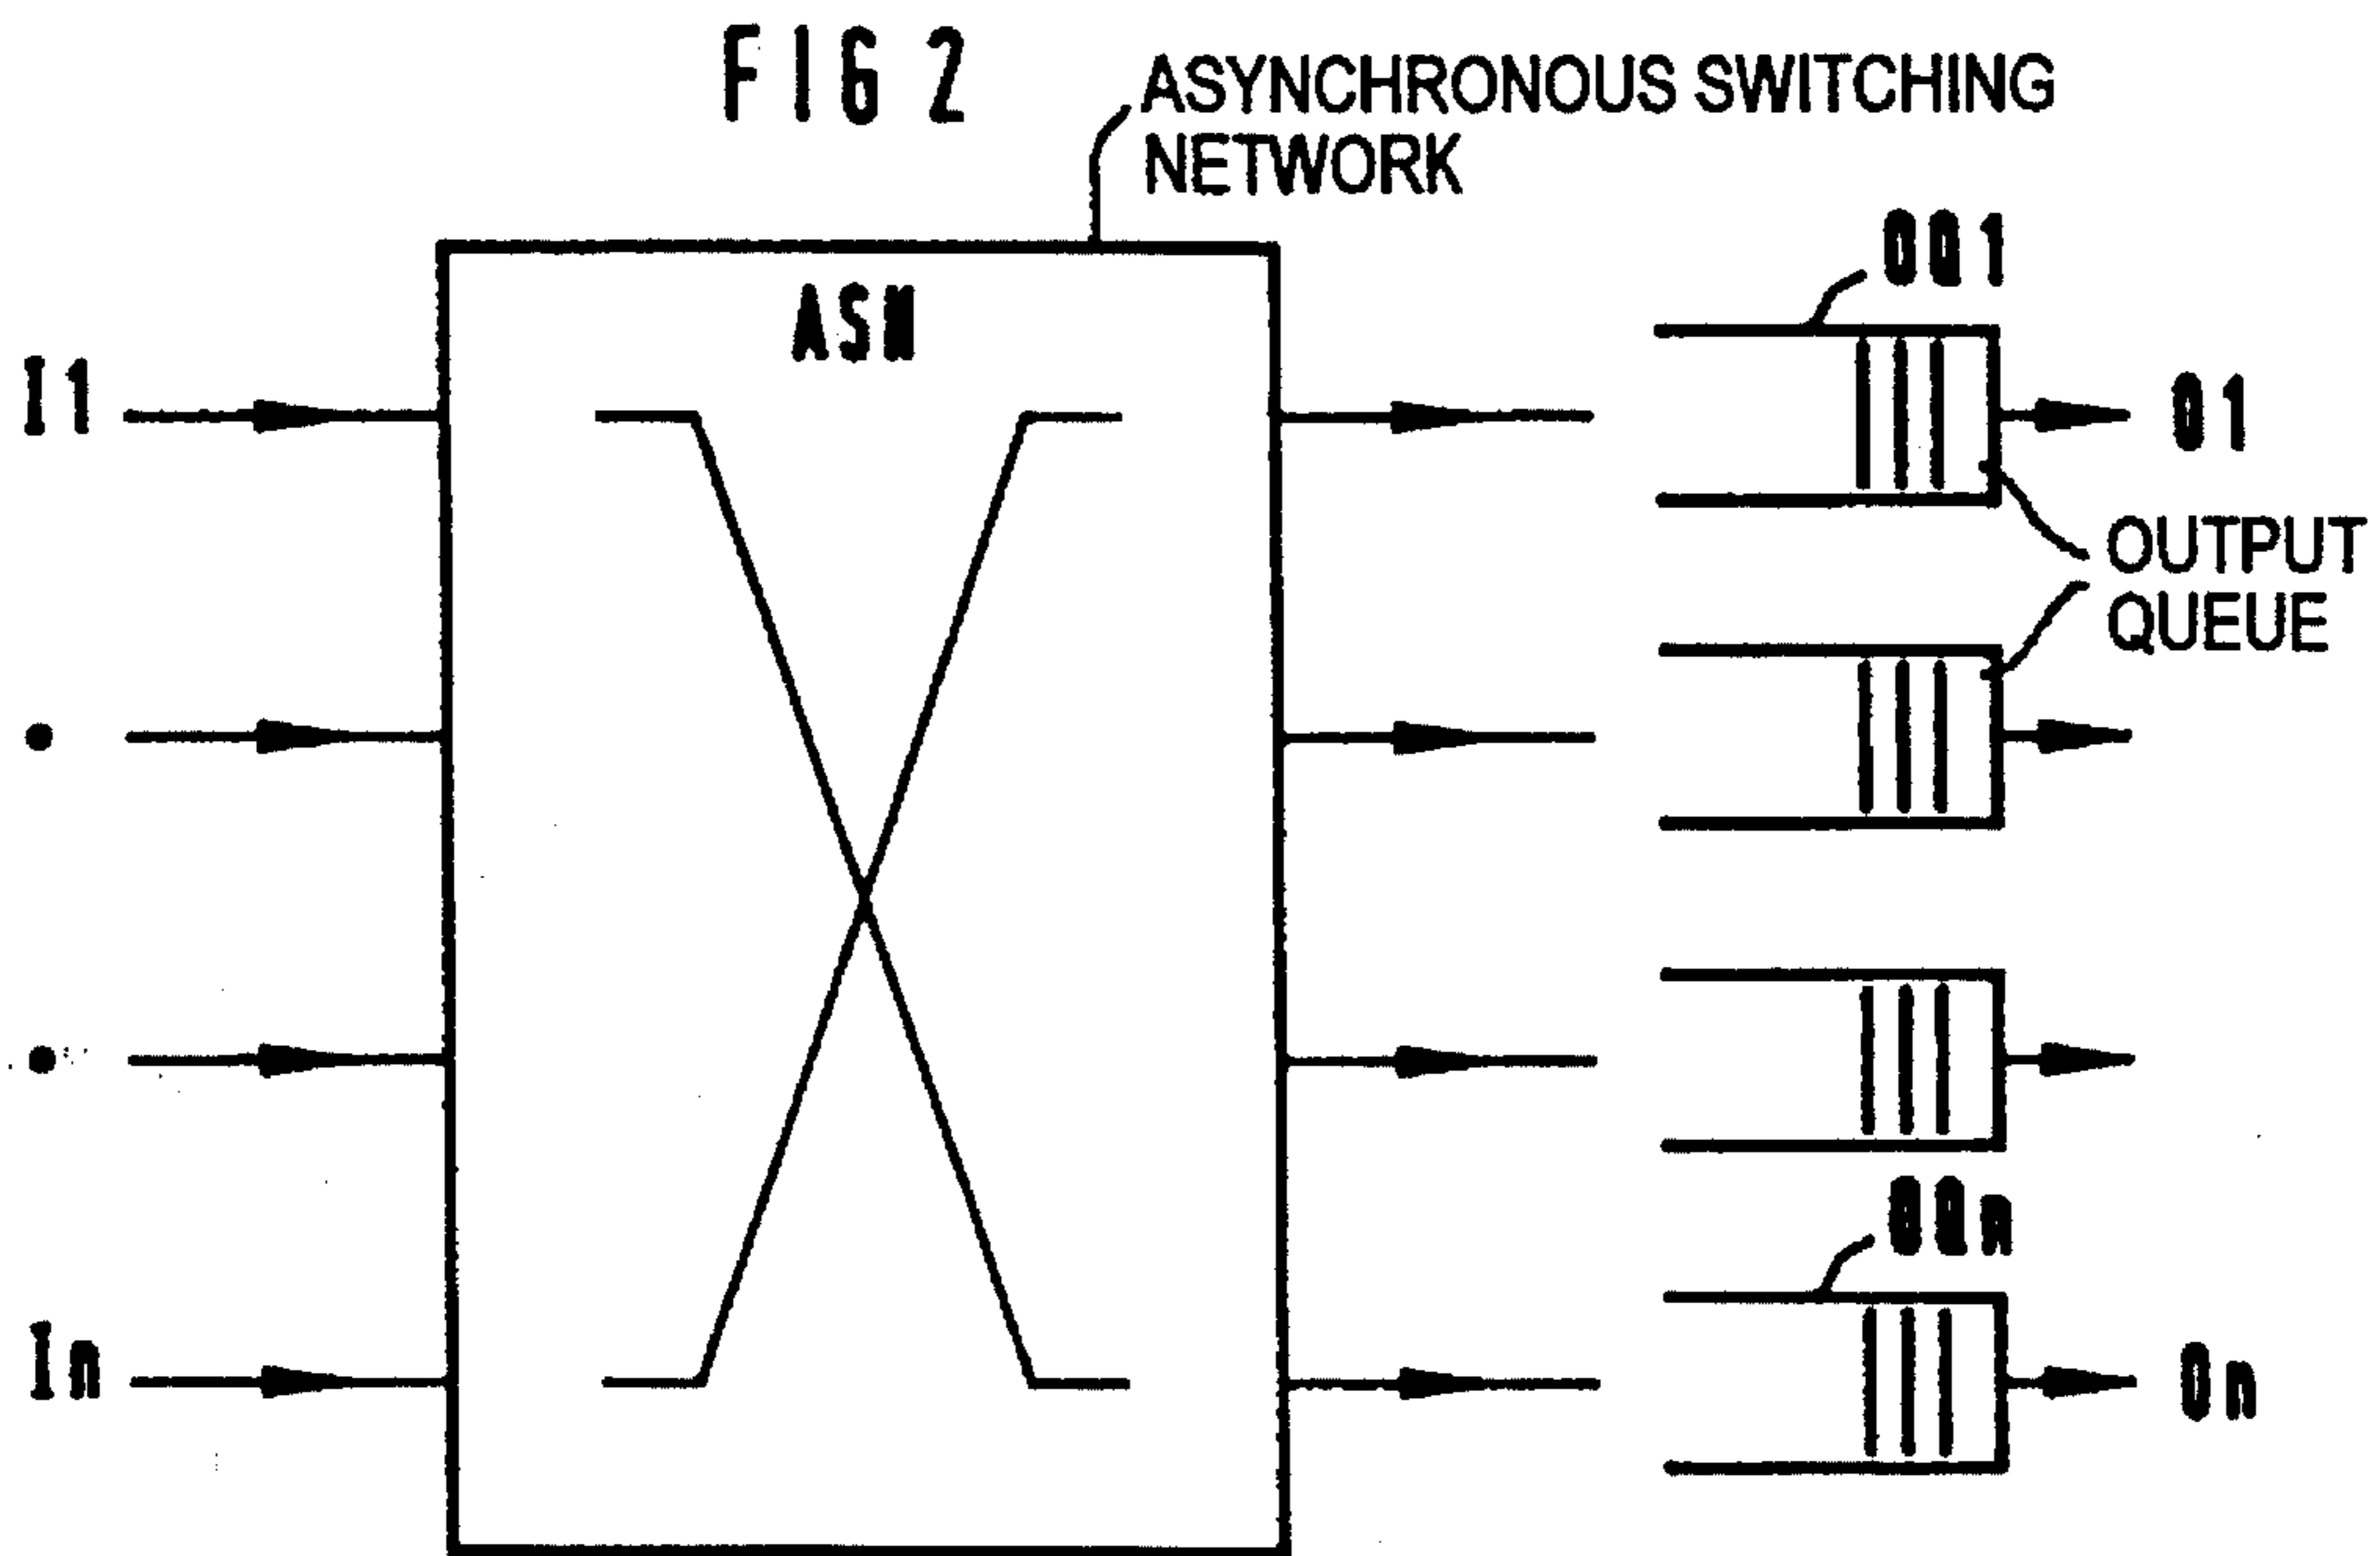 FIG 2
ASYNCHRONOUS SWITCHING
NETWORK
ASN
OQ1
I1
O1
OUTPUT
QUEUE
OQn
In
On